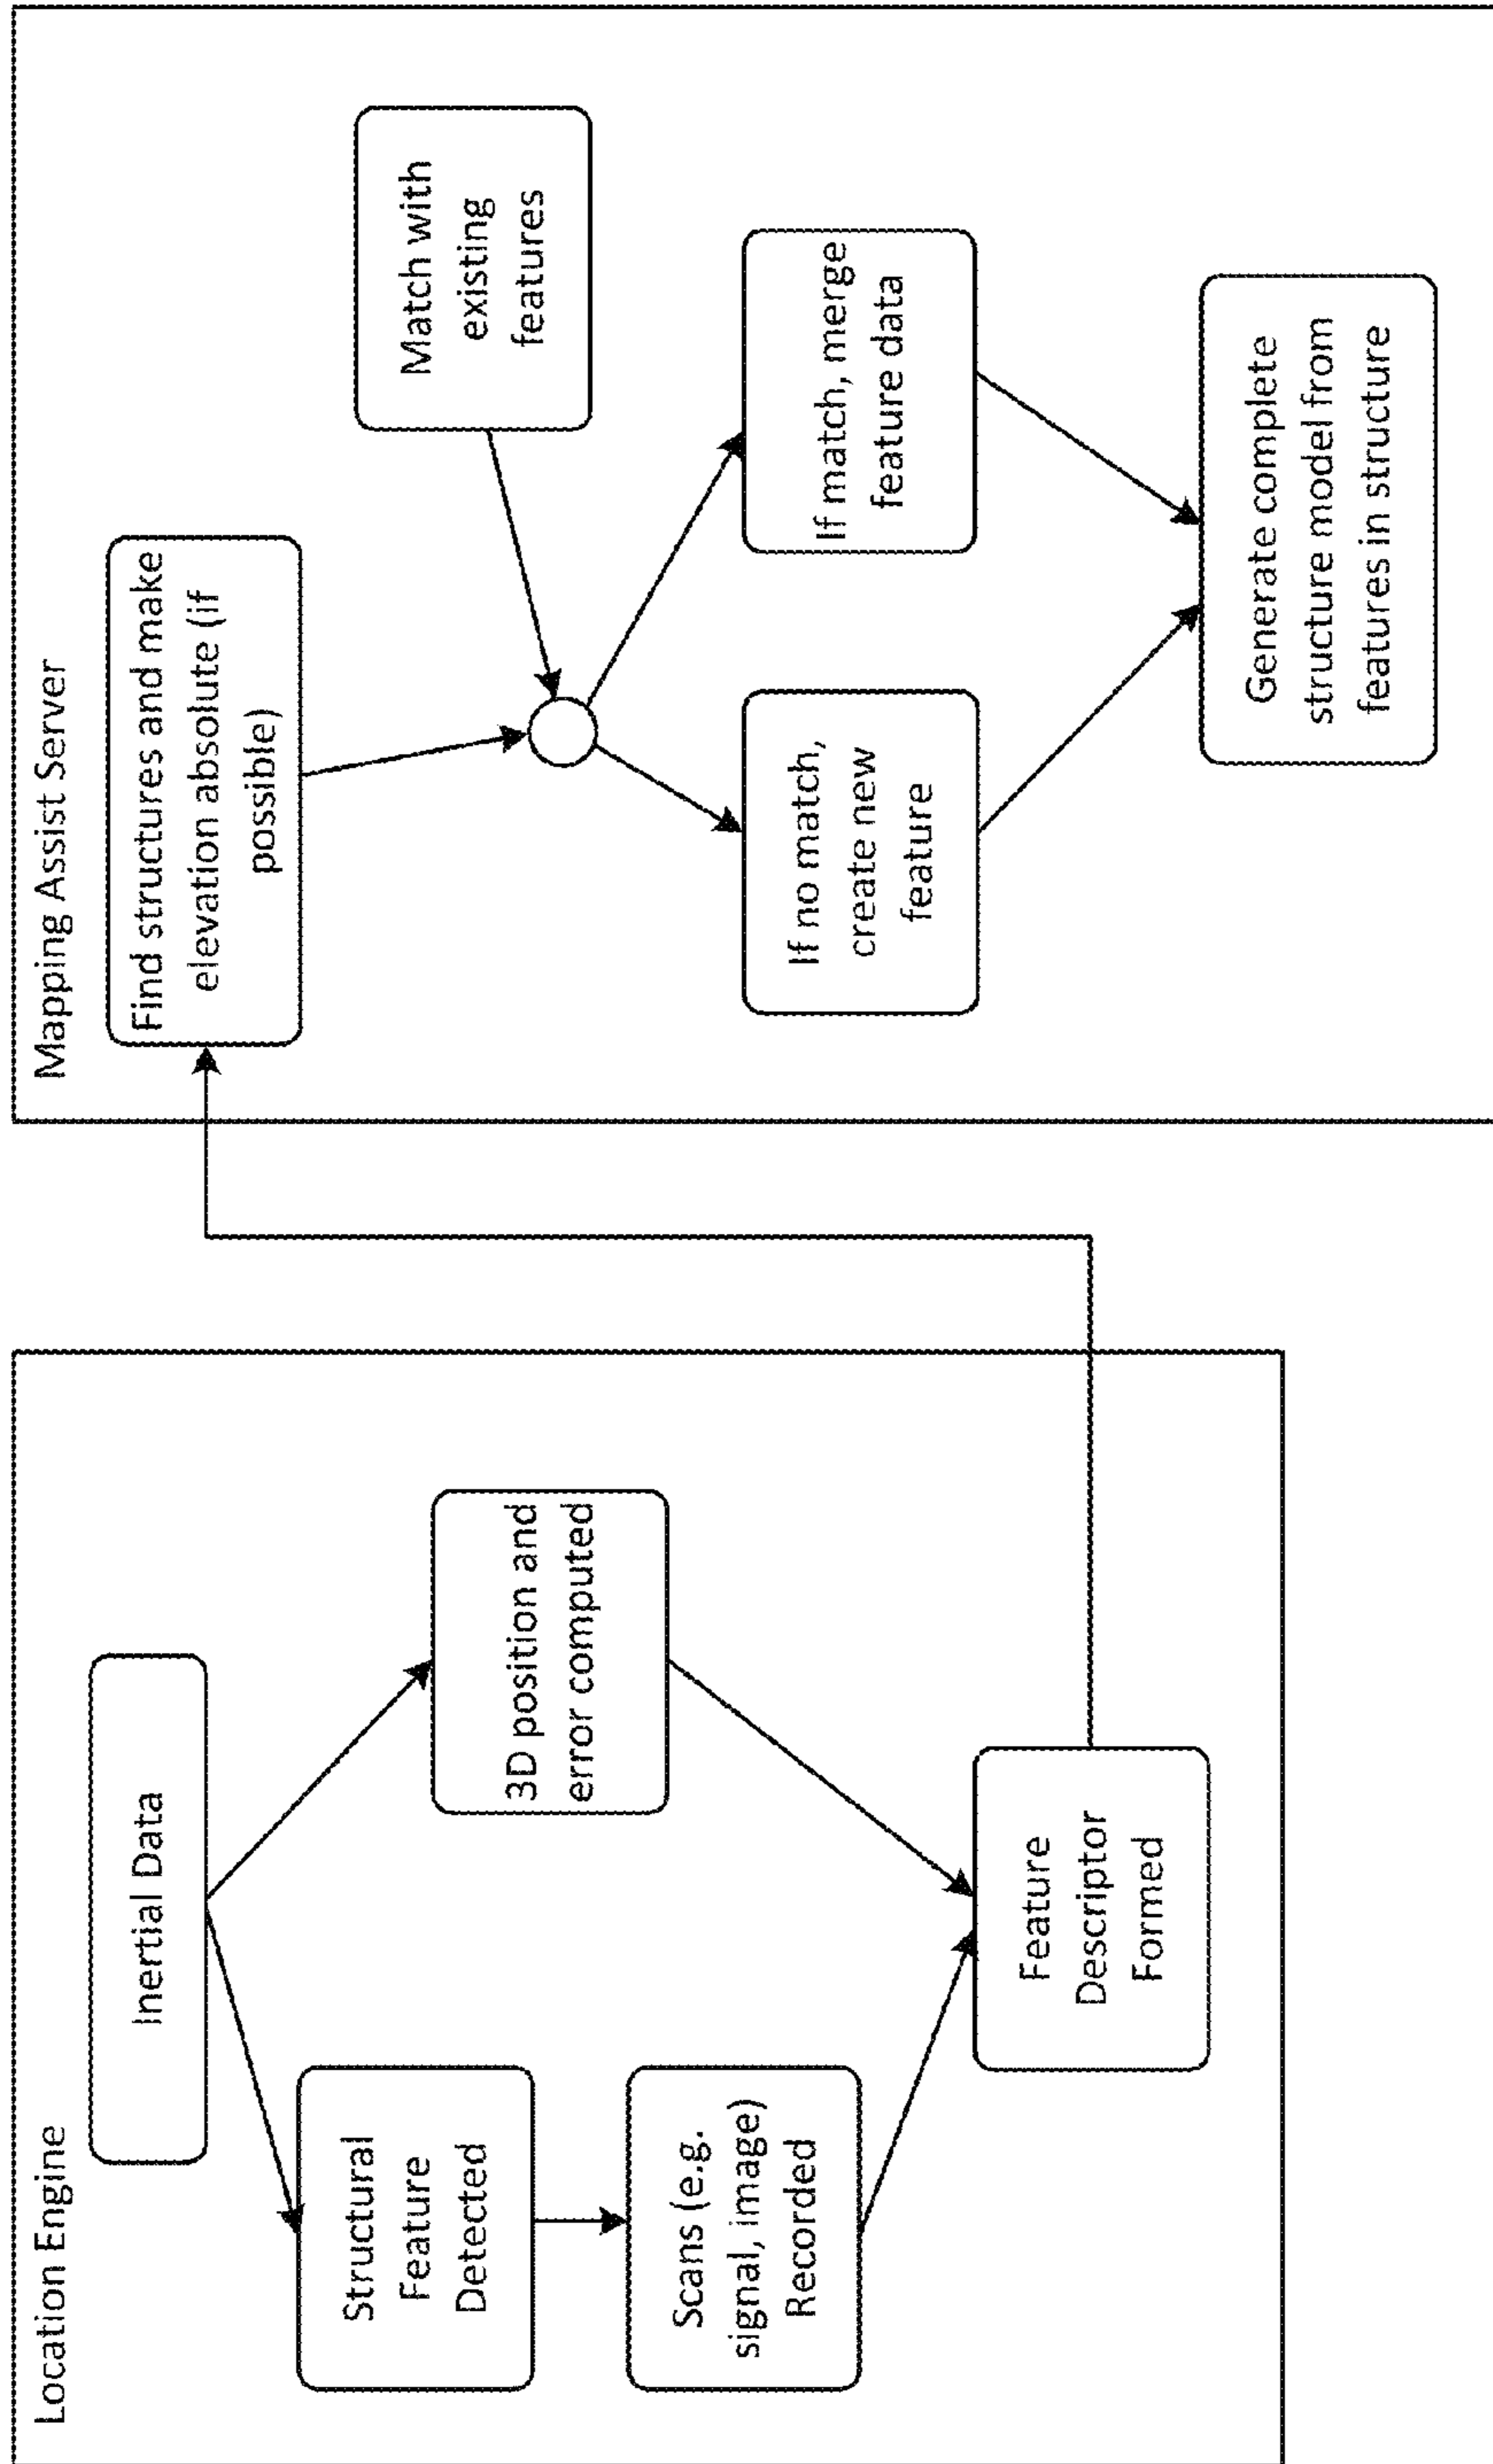 Location Engine
Inertial Data
Structural
Feature
Detected
3D position and
error computed
Scans (e.g.
signal, image)
Recorded
Feature
Descriptor
Formed
Mapping Assist Server
Find structures and make
elevation absolute (if
possible)
Match with
existing
features
If no match,
create new
feature
If match, merge
feature data
Generate complete
structure model from
features in structure